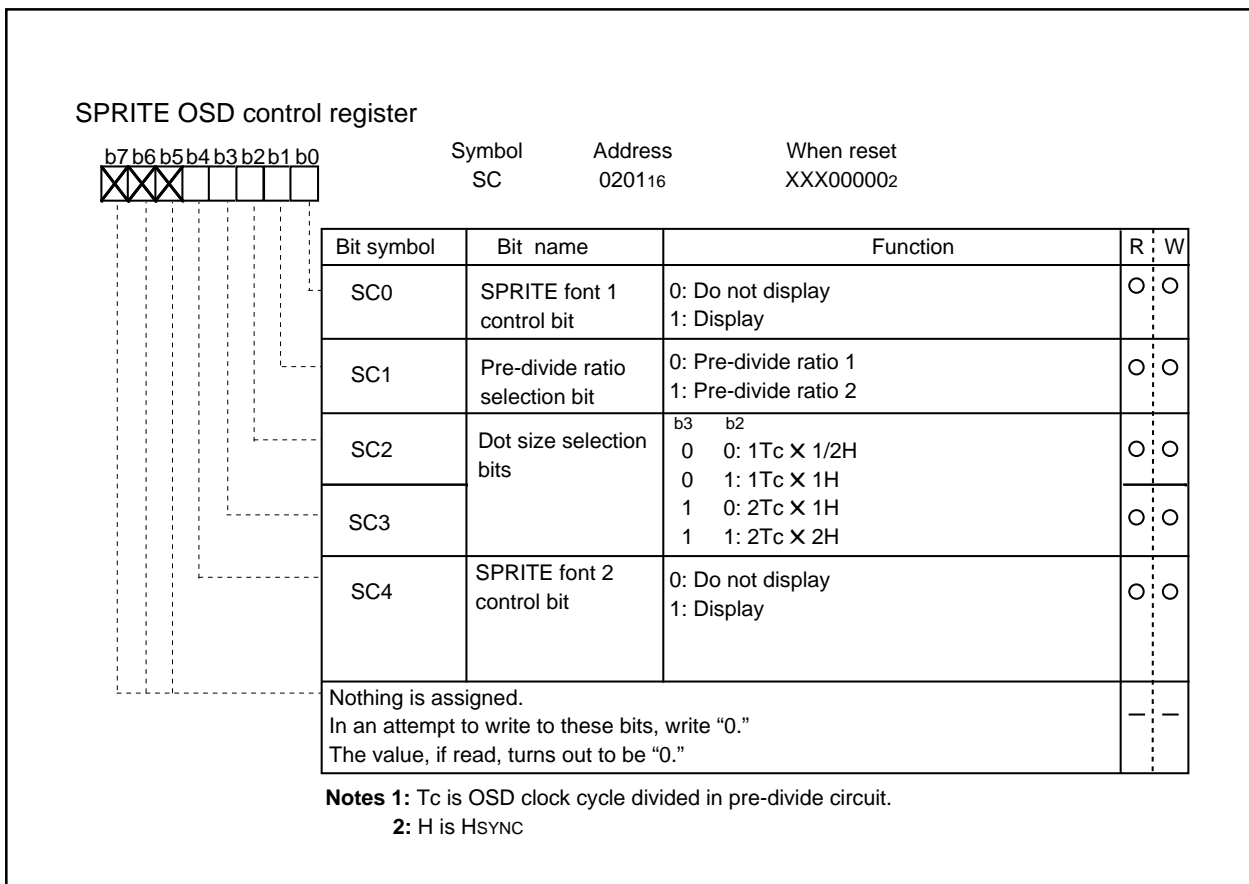 SPRITE OSD control register
b7 b6 b5 b4 b3 b2 b1 b0
Symbol Address When reset
SC 020116 XXX000002
Bit symbol Bit name Function R W
SC0 SPRITE font 1 control bit 0: Do not display ○ ○
1: Display
SC1 Pre-divide ratio selection bit 0: Pre-divide ratio 1 ○ ○
1: Pre-divide ratio 2
SC2 Dot size selection bits b3 b2
0 0: 1Tc X 1/2H ○ ○
0 1: 1Tc X 1H
SC3 1 0: 2Tc X 1H ○ ○
1 1: 2Tc X 2H
SC4 SPRITE font 2 control bit 0: Do not display ○ ○
1: Display
Nothing is assigned.
In an attempt to write to these bits, write “0.” — —
The value, if read, turns out to be “0.”
Notes 1: Tc is OSD clock cycle divided in pre-divide circuit.
2: H is HSYNC